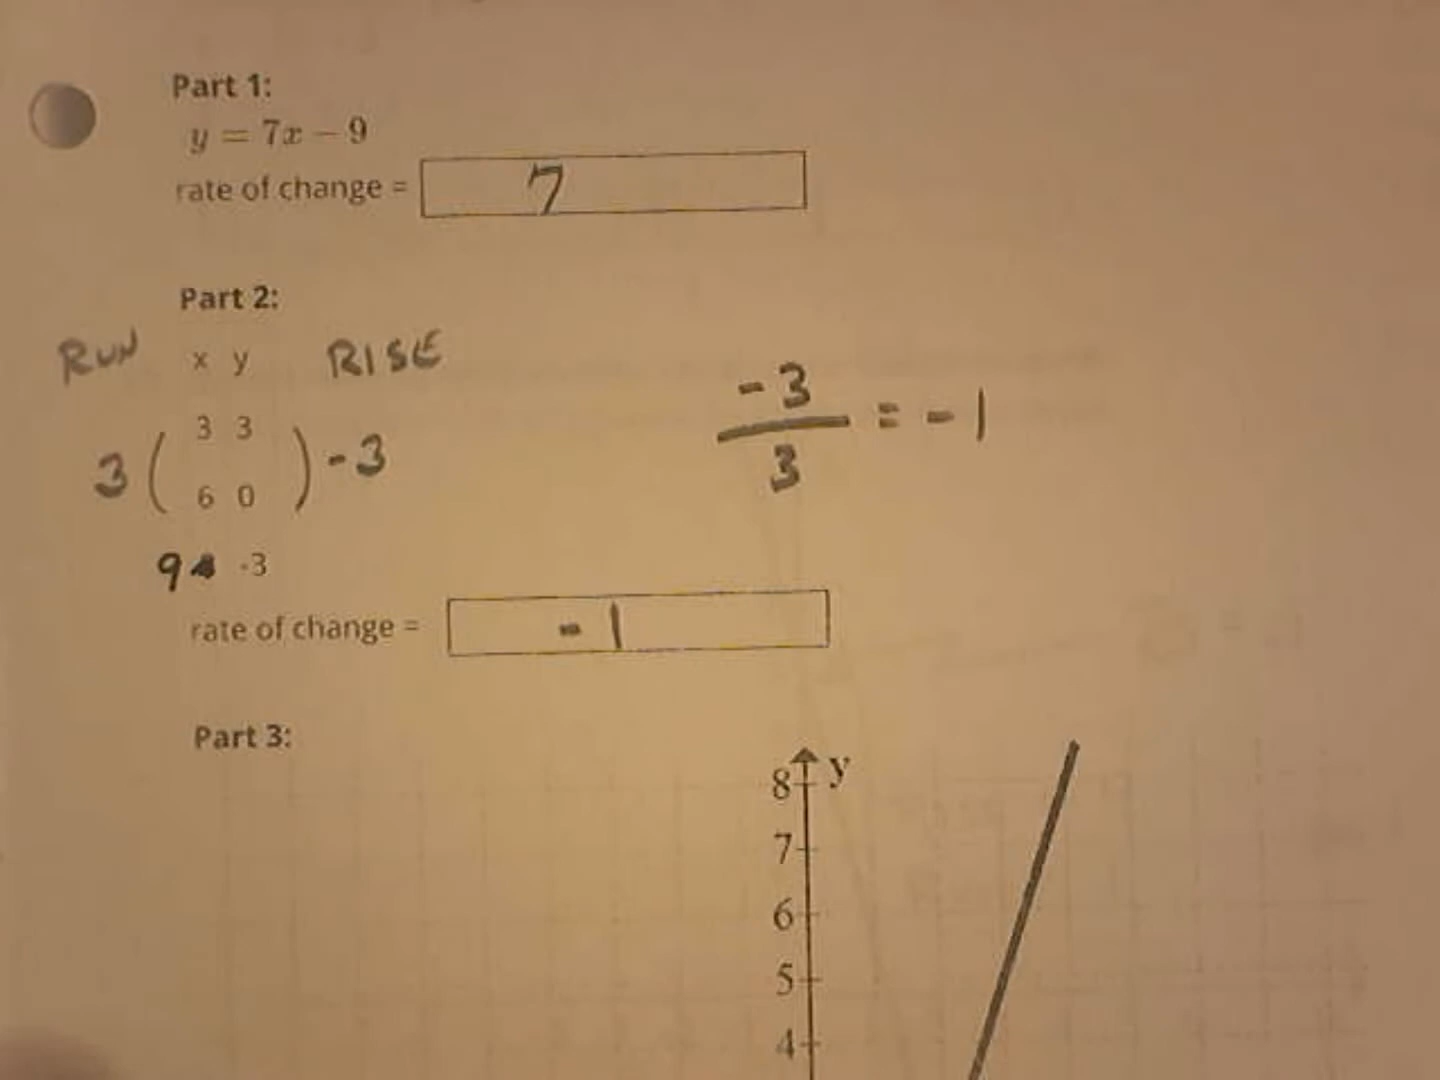 Part 1:
y = 7x - 9
rate of change = 7
Part 2:
RUN x y RISE
3 3
3 ( ) -3
6 0
-3/3 = -1
9 -3
rate of change = -1
Part 3:
y
8
7
6
5
4